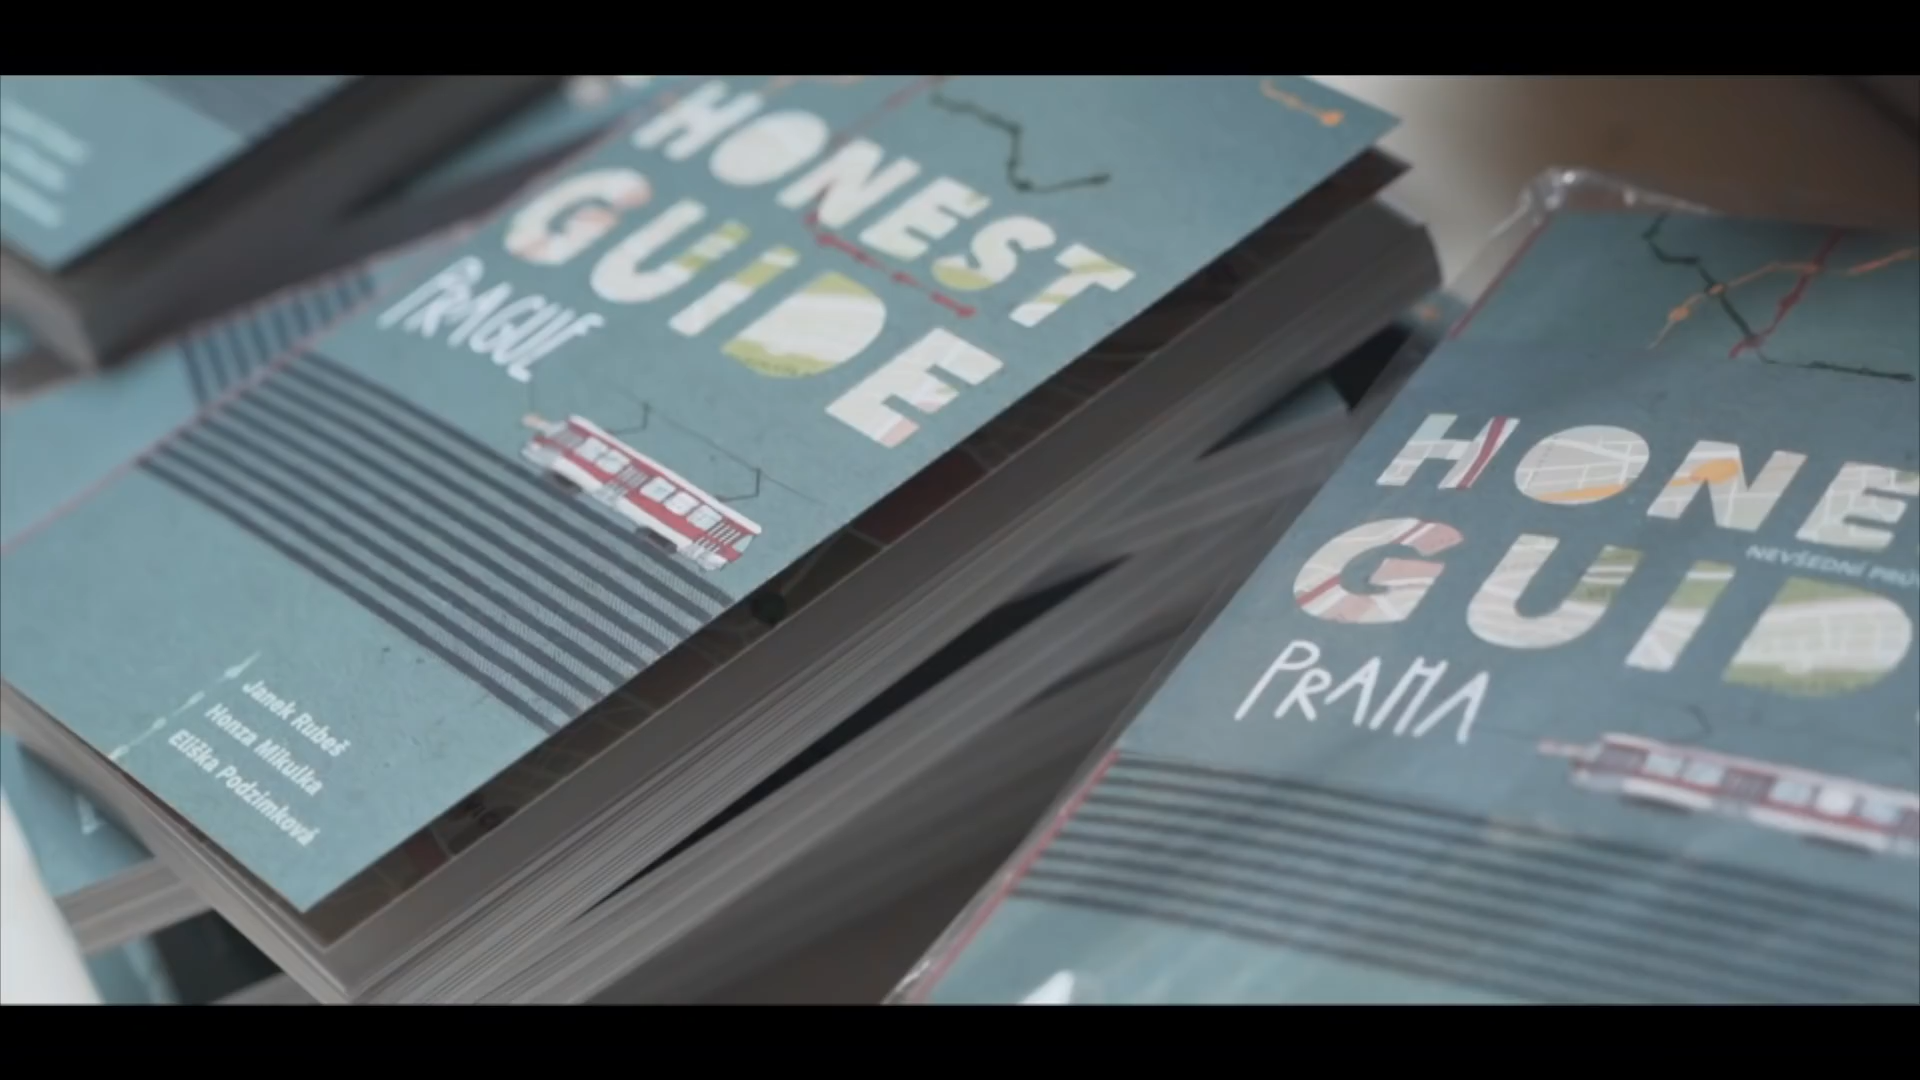 HONEST
GUIDE
PRAGUE
Janek Rubeš
Honza Mikulka
Eliška Podzimková
HONE
NEVŠEDNÍ PRŮ
GUID
PRAHA